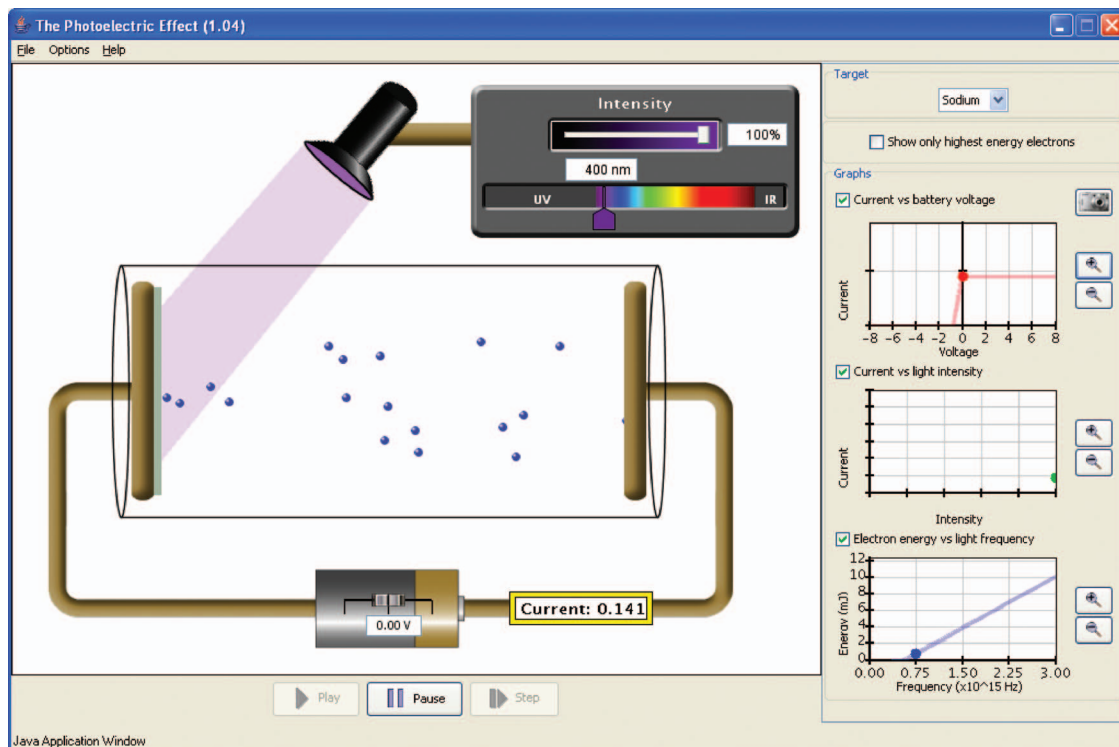 The Photoelectric Effect (1.04)
File Options Help
Intensity
100%
400 nm
UV IR
0.00 V
Current: 0.141
Play Pause Step
Java Application Window
Target
Sodium
Show only highest energy electrons
Graphs
Current vs battery voltage
Current
-8 -6 -4 -2 0 2 4 6 8
Voltage
Current vs light intensity
Current
Intensity
Electron energy vs light frequency
Energy (mJ)
12
10
8
6
4
2
0
0.00 0.75 1.50 2.25 3.00
Frequency (x10^15 Hz)